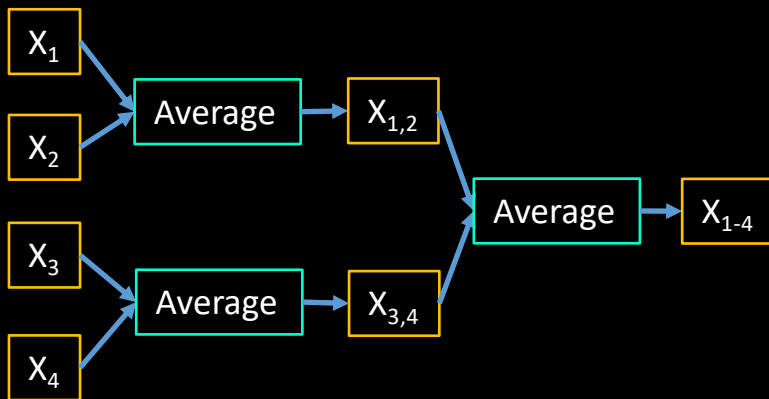 X₁
X₂
Average
X₁,₂
X₃
X₄
Average
X₃,₄
Average
X₁₋₄